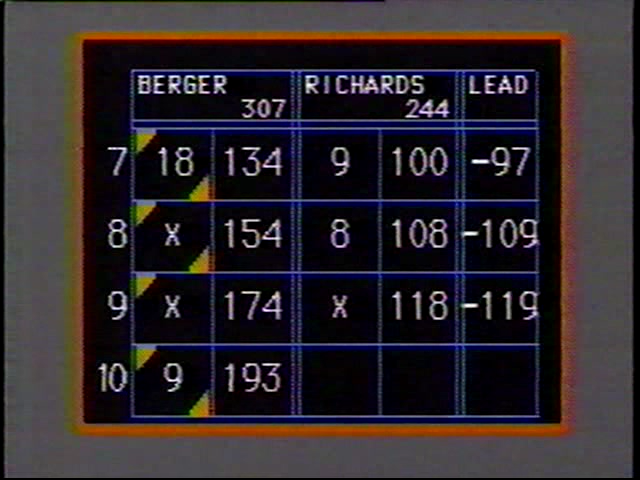 BERGER RICHARDS LEAD
307 244
7 18 134 9 100 -97
8 x 154 8 108 -109
9 x 174 x 118 -119
10 9 193